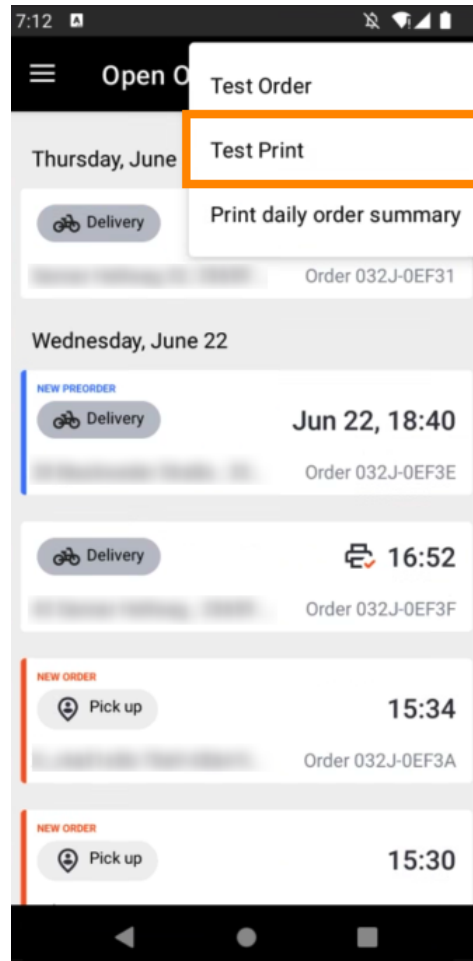 7:12
Open O
Test Order
Test Print
Print daily order summary
Thursday, June
Delivery
Order 032J-0EF31
Wednesday, June 22
NEW PREORDER
Delivery
Jun 22, 18:40
Order 032J-0EF3E
Delivery
16:52
Order 032J-0EF3F
NEW ORDER
Pick up
15:34
Order 032J-0EF3A
NEW ORDER
Pick up
15:30